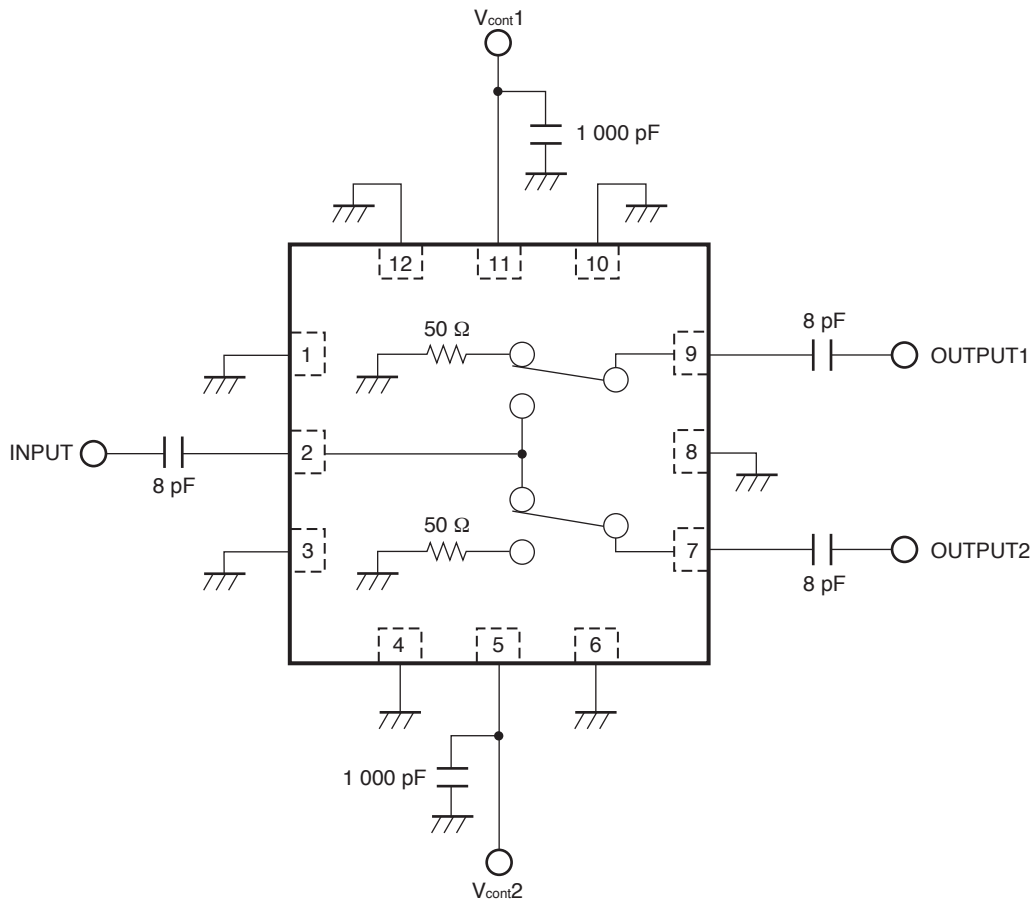 Vcont1
1 000 pF
12
11
10
50 Ω
8 pF
1
9
OUTPUT1
INPUT
2
8
8 pF
50 Ω
3
7
OUTPUT2
8 pF
4
5
6
1 000 pF
Vcont2